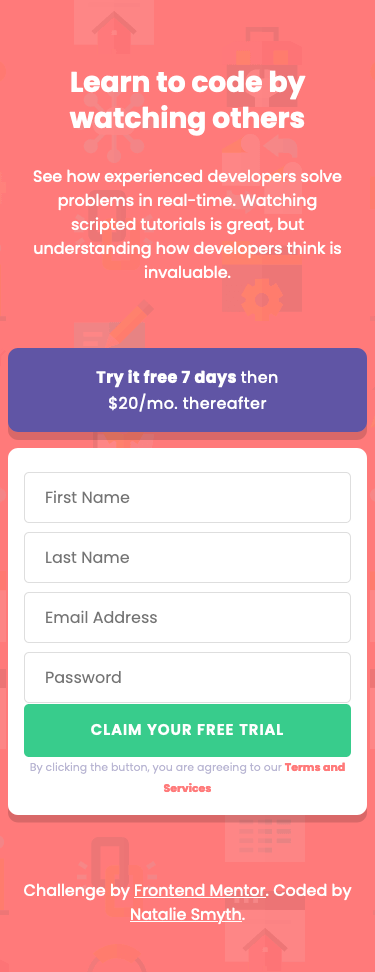 Learn to code by
watching others
See how experienced developers solve
problems in real-time. Watching
scripted tutorials is great, but
understanding how developers think is
invaluable.
Try it free 7 days then
$20/mo. thereafter
First Name
Last Name
Email Address
Password
CLAIM YOUR FREE TRIAL
By clicking the button, you are agreeing to our Terms and
Services
Challenge by Frontend Mentor. Coded by
Natalie Smyth.